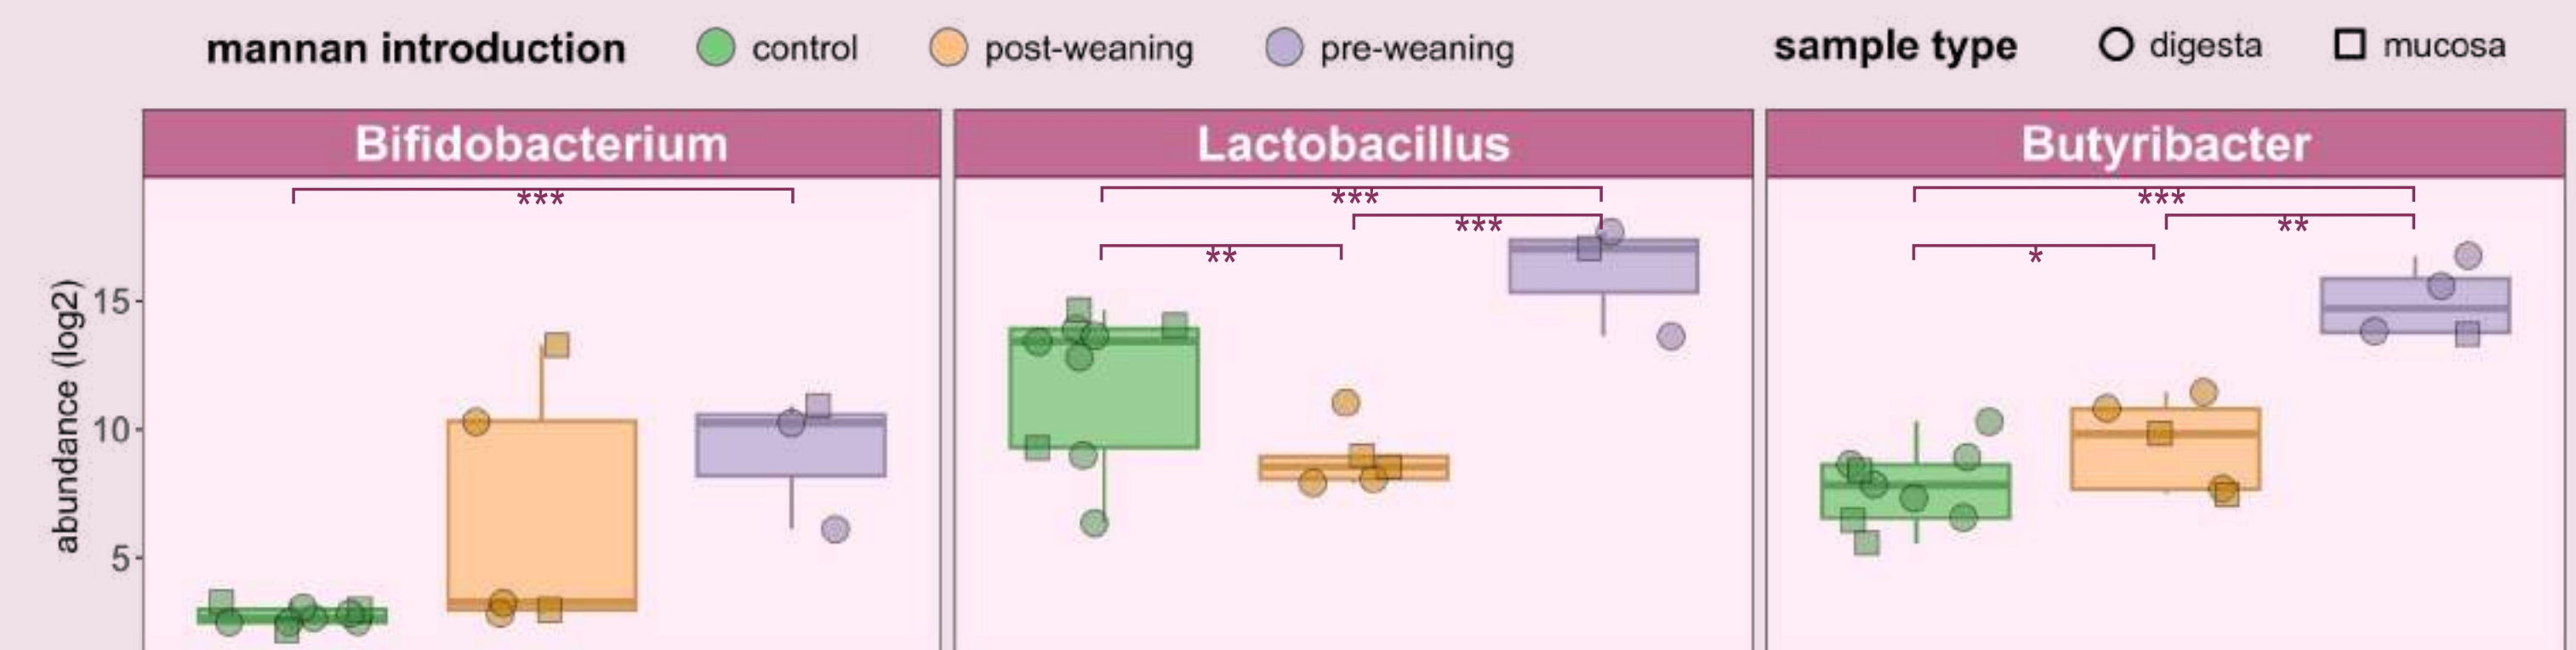 mannan introduction control post-weaning pre-weaning sample type digesta mucosa
Bifidobacterium Lactobacillus Butyribacter
*** *** ***
*** **
** *
abundance (log2)
15
10
5